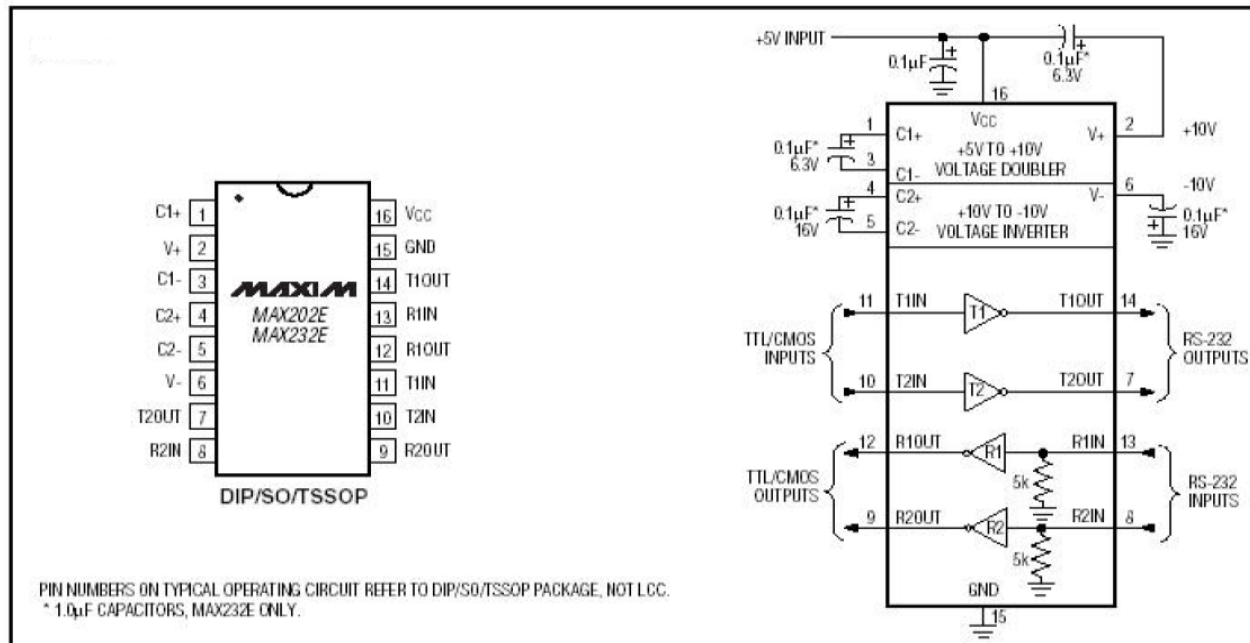 C1+ 1
V+ 2
C1- 3
C2+ 4
C2- 5
V- 6
T2OUT 7
R2IN 8
16 VCC
15 GND
14 T1OUT
13 R1IN
12 R1OUT
11 T1IN
10 T2IN
9 R2OUT
MAXIM
MAX202E
MAX232E
DIP/SO/TSSOP
+5V INPUT
0.1µF
+
+
0.1µF*
6.3V
16
VCC
1
C1+
+
0.1µF*
6.3V
3
C1-
+5V TO +10V
VOLTAGE DOUBLER
V+
2
+10V
4
C2+
+
0.1µF*
16V
5
C2-
+10V TO -10V
VOLTAGE INVERTER
V-
6
-10V
+
0.1µF*
16V
TTL/CMOS
INPUTS
11 T1IN T1 T1OUT 14
10 T2IN T2 T2OUT 7
RS-232
OUTPUTS
TTL/CMOS
OUTPUTS
12 R1OUT R1 R1IN 13
5k
9 R2OUT R2 R2IN 8
5k
RS-232
INPUTS
GND
15
PIN NUMBERS ON TYPICAL OPERATING CIRCUIT REFER TO DIP/SO/TSSOP PACKAGE, NOT LCC.
* 1.0µF CAPACITORS, MAX232E ONLY.